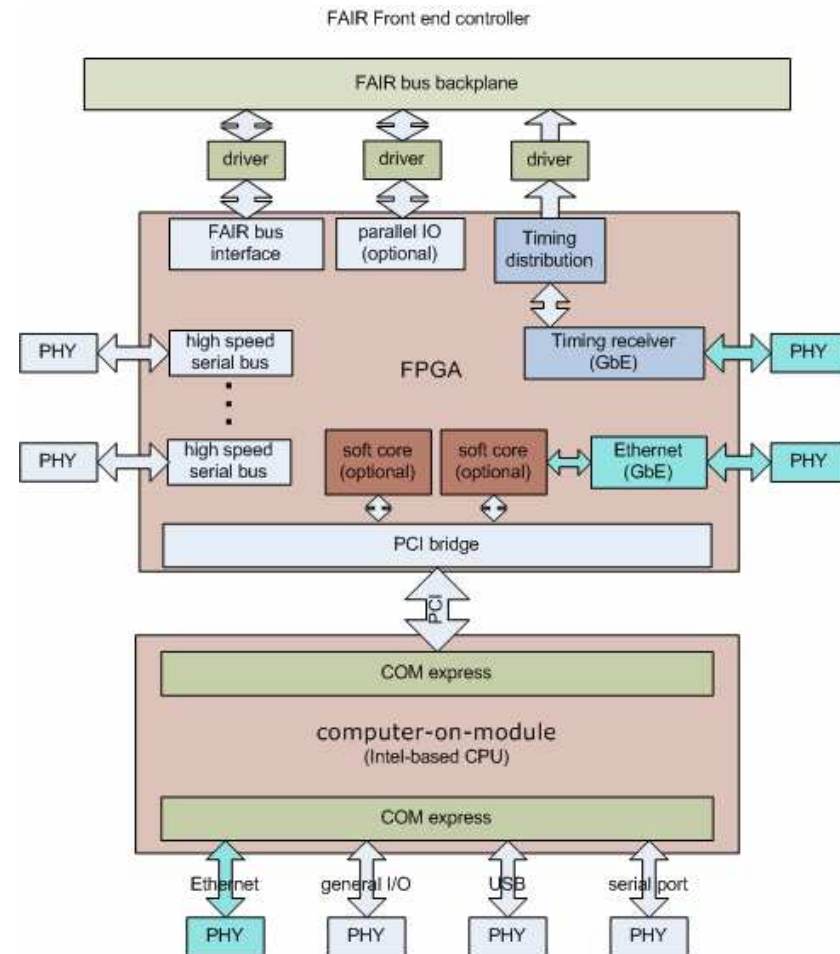 FAIR Front end controller
FAIR bus backplane
driver
driver
driver
FAIR bus
interface
parallel IO
(optional)
Timing
distribution
PHY
high speed
serial bus
FPGA
Timing receiver
(GbE)
PHY
PHY
high speed
serial bus
soft core
(optional)
soft core
(optional)
Ethernet
(GbE)
PHY
PCI bridge
PCI
COM express
computer-on-module
(Intel-based CPU)
COM express
Ethernet
general I/O
USB
serial port
PHY
PHY
PHY
PHY